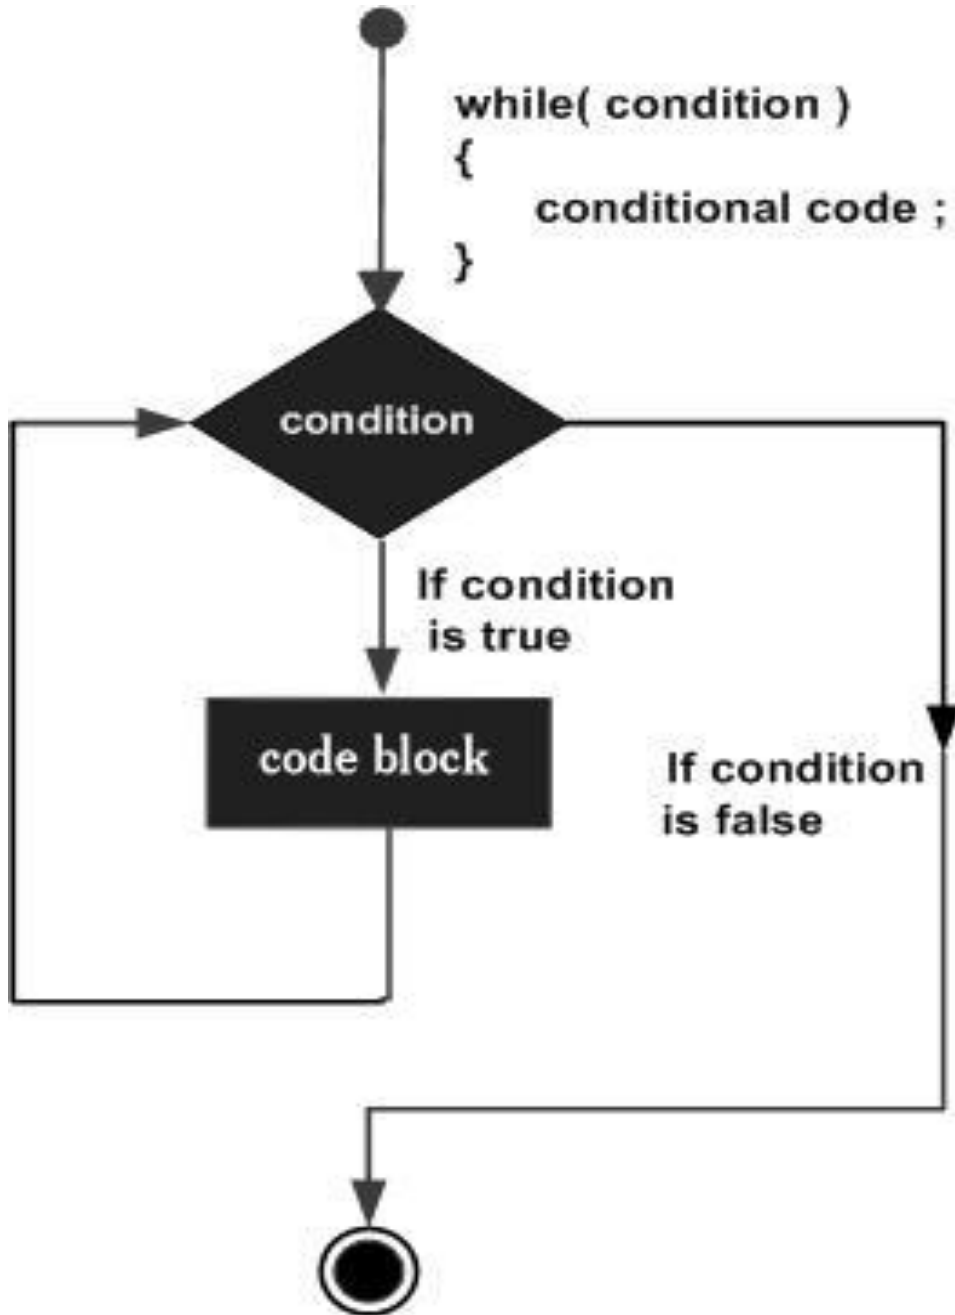 while( condition )
{
conditional code ;
}
condition
If condition
is true
code block
If condition
is false